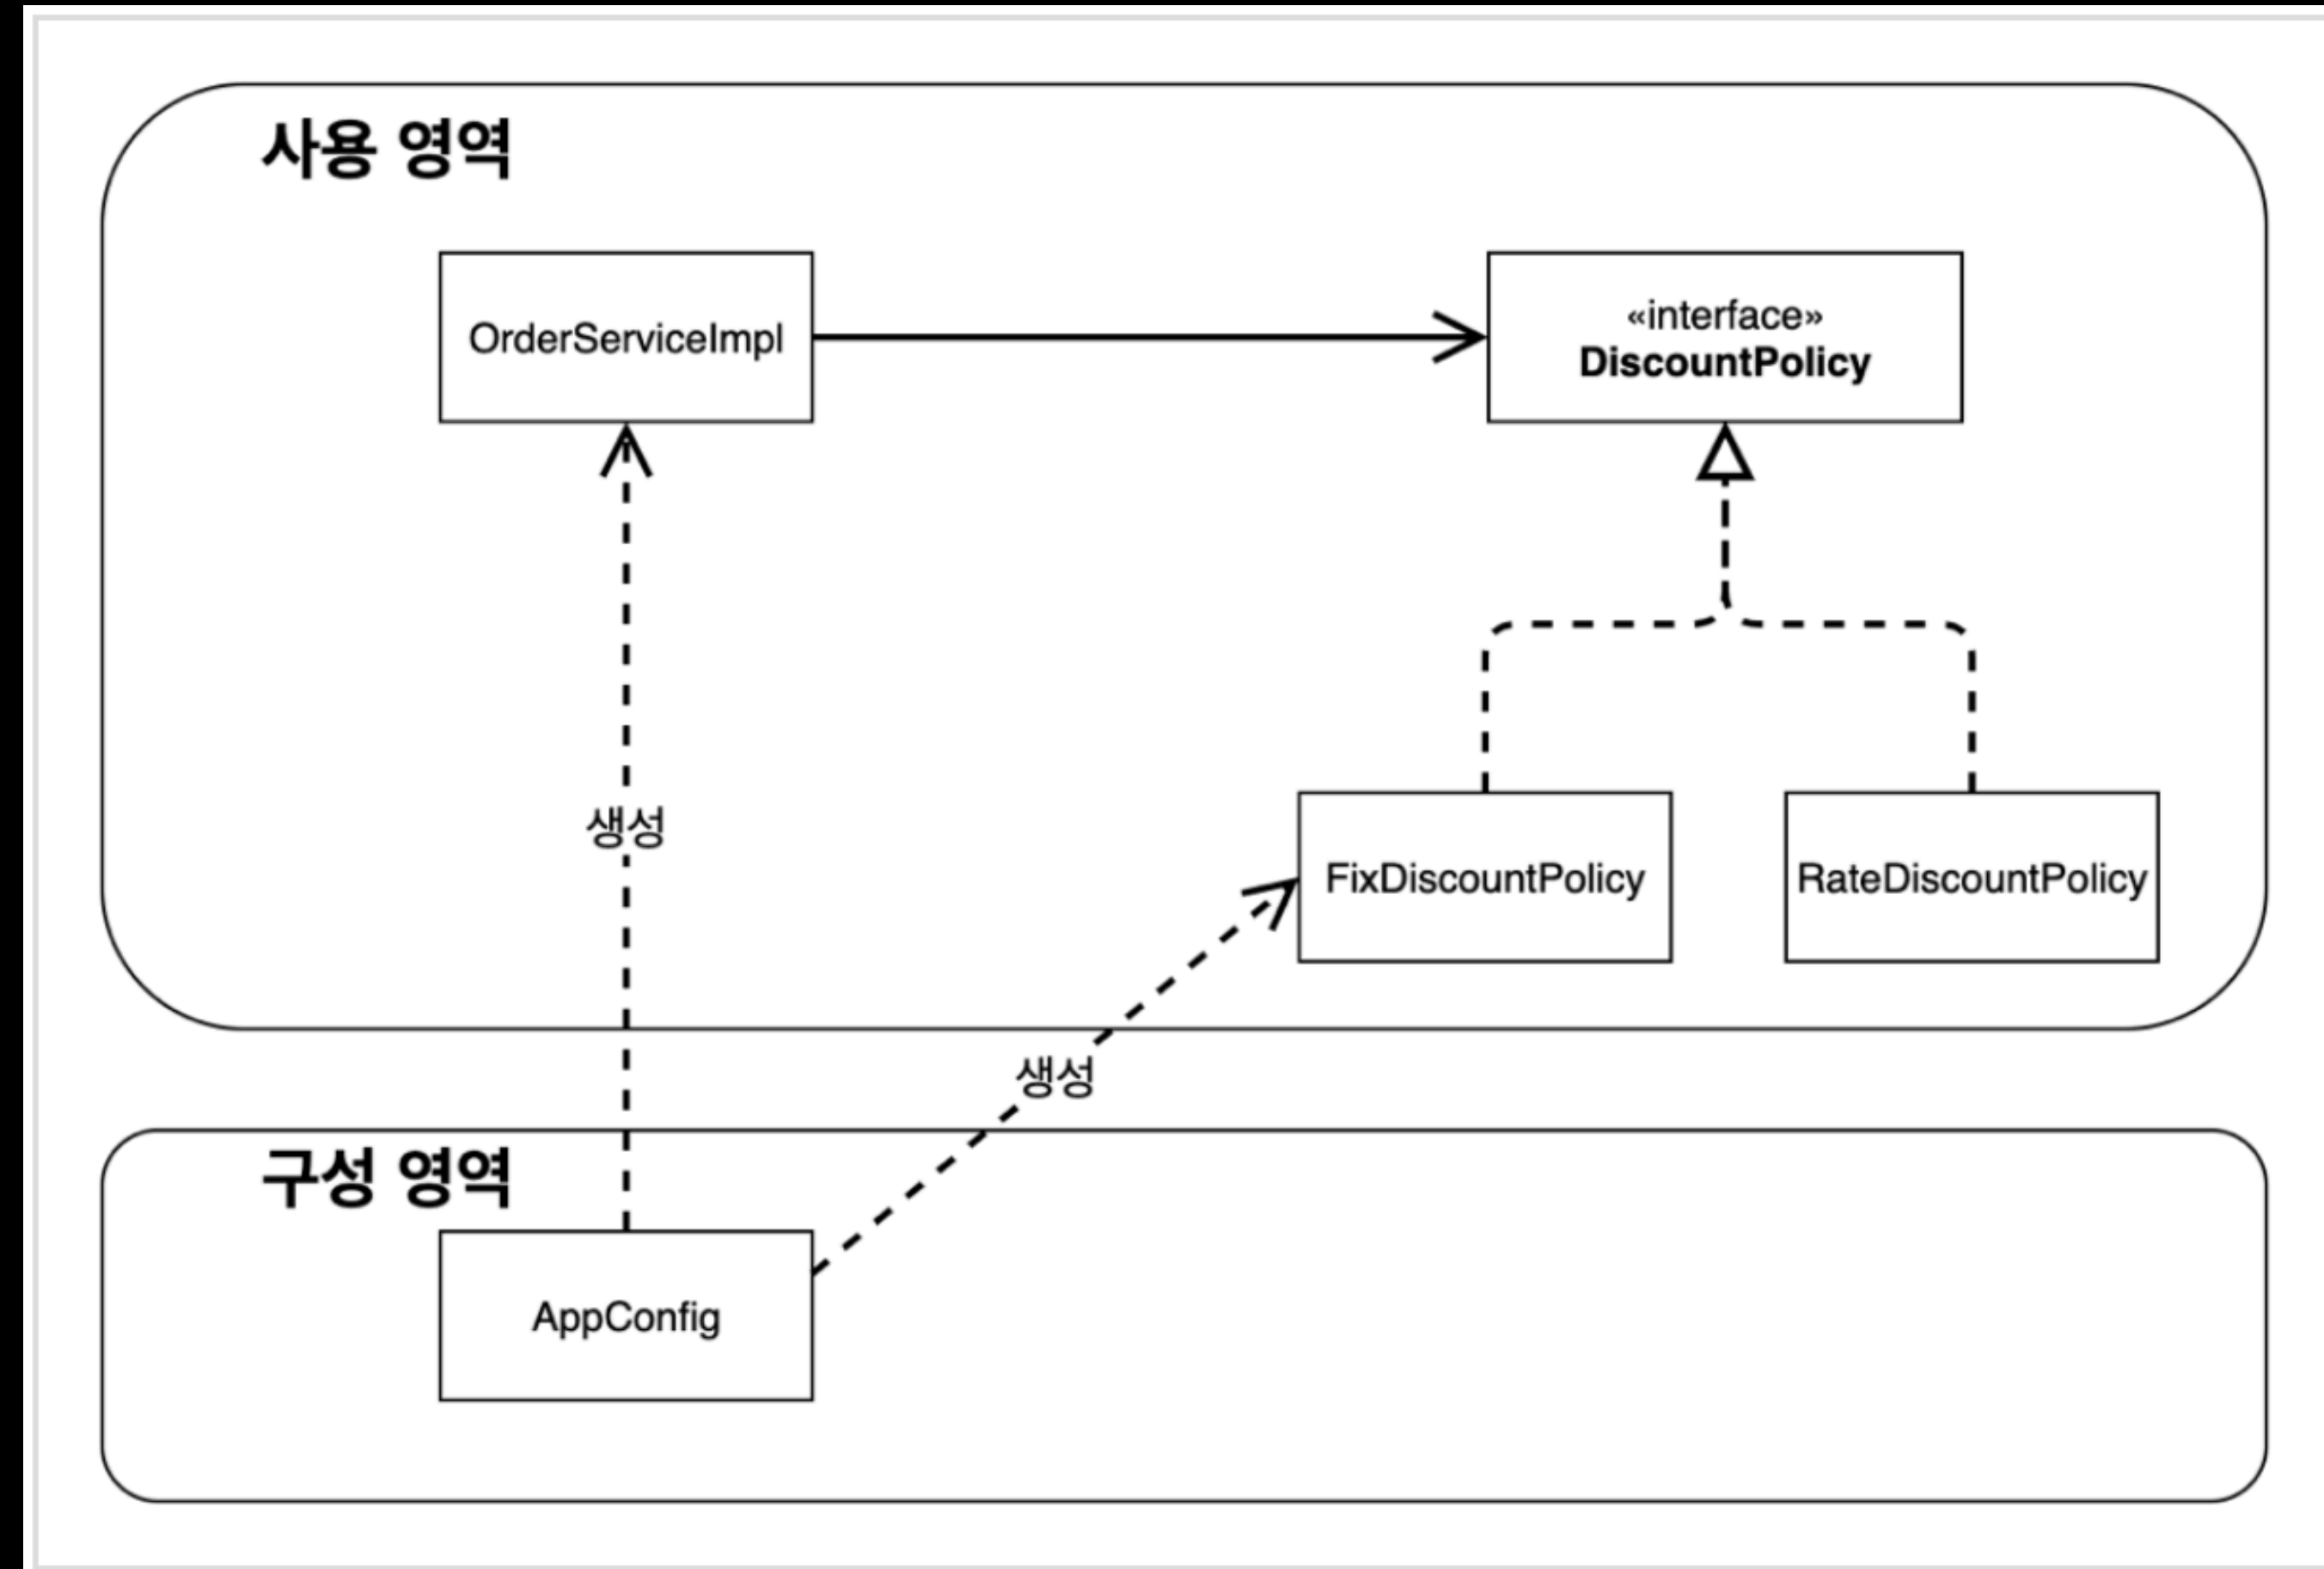 사용 영역
OrderServiceImpl
«interface»
DiscountPolicy
생성
FixDiscountPolicy
RateDiscountPolicy
생성
구성 영역
AppConfig